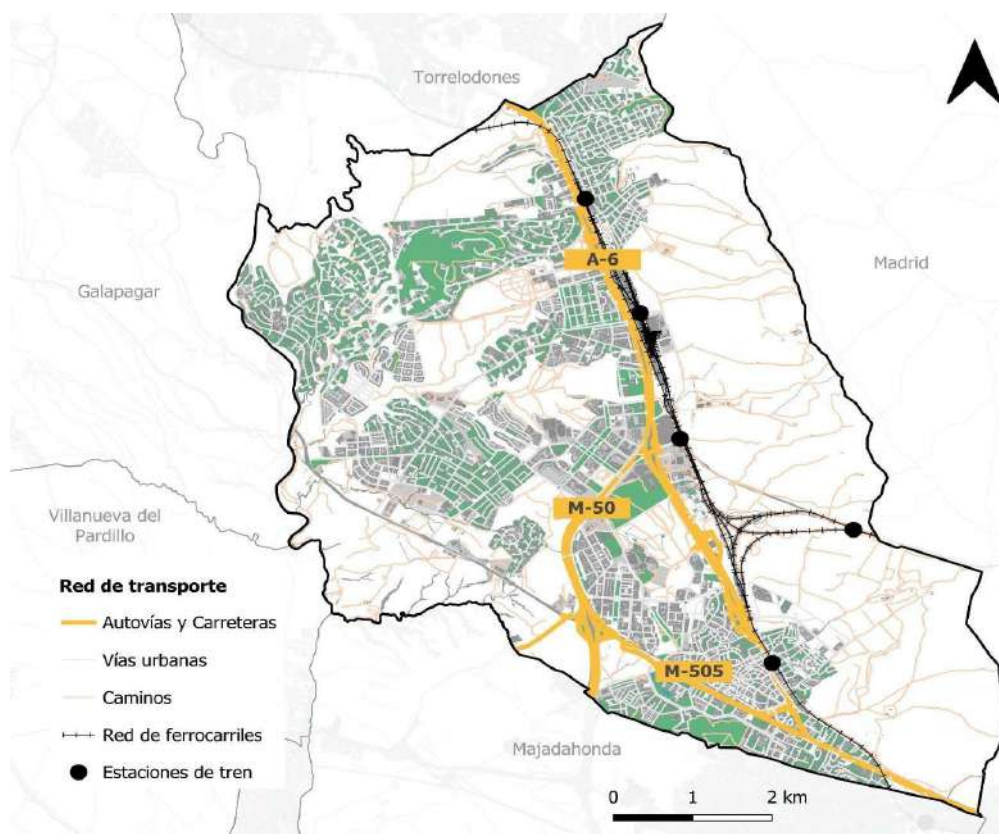 Torrelodones
A-6
Madrid
Galapagar
M-50
Villanueva del
Pardillo
Red de transporte
Autovías y Carreteras
Vías urbanas
Caminos
Red de ferrocarriles
Estaciones de tren
M-505
Majadahonda
0 1 2 km